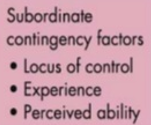 Subordinate
contingency factors
• Locus of control
• Experience
• Perceived ability